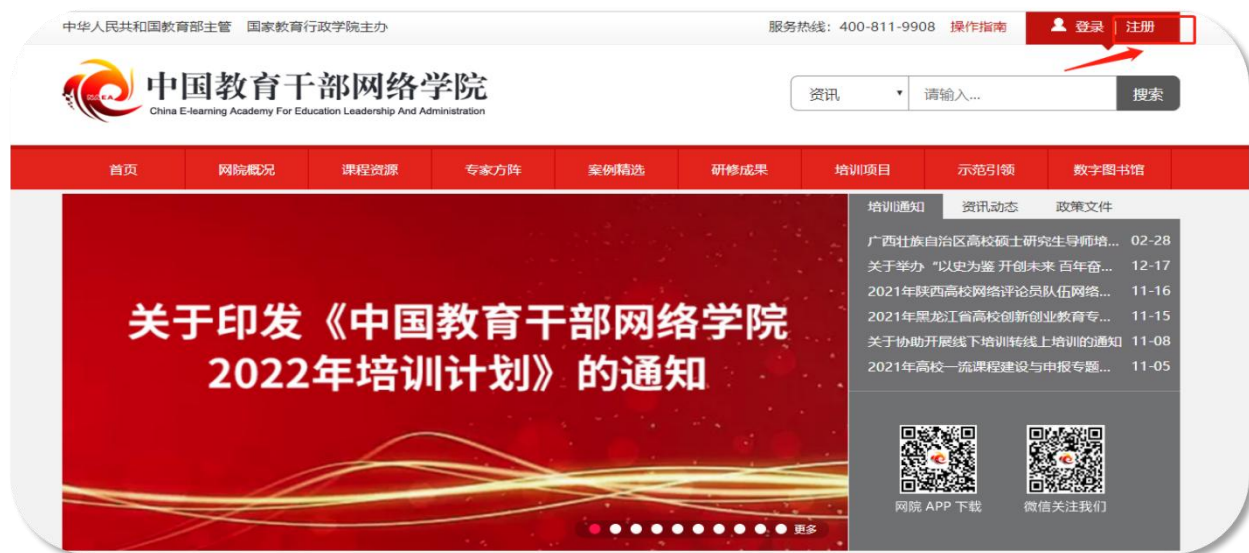 中华人民共和国教育部主管 国家教育行政学院主办
服务热线：400-811-9908 操作指南 登录 | 注册
NAEA
中国教育干部网络学院
China E-learning Academy For Education Leadership And Administration
资讯 请输入... 搜索
首页 网院概况 课程资源 专家方阵 案例精选 研修成果 培训项目 示范引领 数字图书馆
关于印发《中国教育干部网络学院
2022年培训计划》的通知
更多
培训通知 资讯动态 政策文件
广西壮族自治区高校硕士研究生导师培... 02-28
关于举办“以史为鉴 开创未来 百年奋... 12-17
2021年陕西高校网络评论员队伍网络... 11-16
2021年黑龙江省高校创新创业教育专... 11-15
关于协助开展线下培训转线上培训的通知 11-08
2021年高校一流课程建设与申报专题... 11-05
网院 APP 下载 微信关注我们